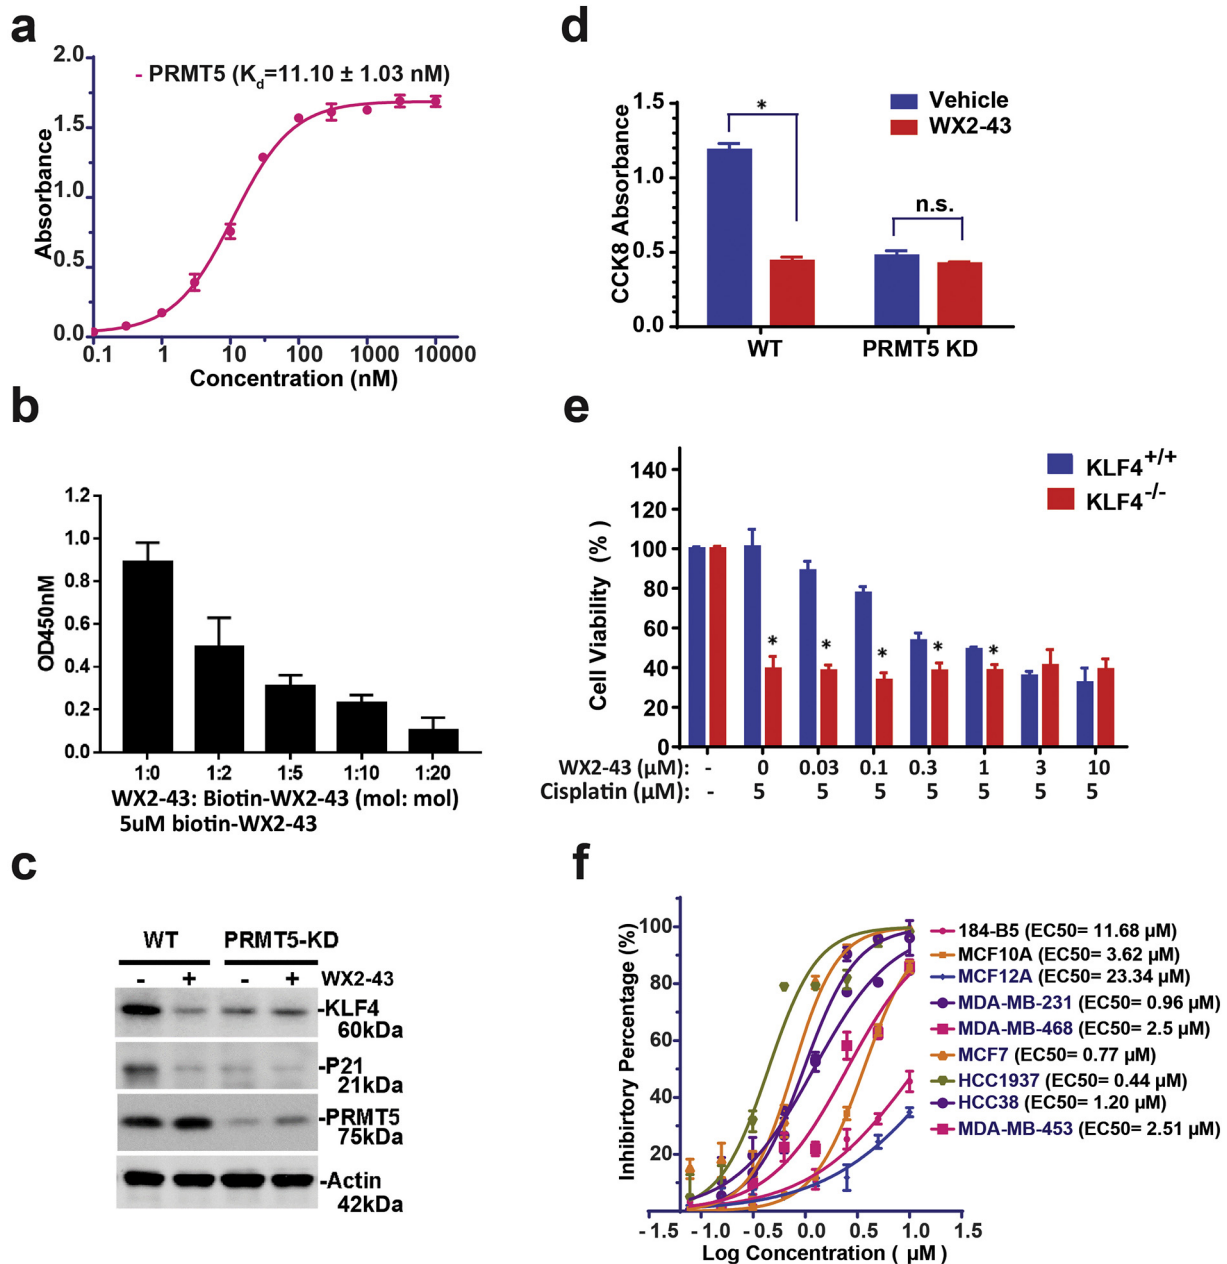 a
2.0
- PRMT5 (Kd=11.10 ± 1.03 nM)
1.5
1.0
0.5
0.0
Absorbance
0.1 1 10 100 1000 10000
Concentration (nM)
b
1.2
1.0
0.8
0.6
0.4
0.2
0.0
OD450nM
1:0 1:2 1:5 1:10 1:20
WX2-43: Biotin-WX2-43 (mol: mol)
5uM biotin-WX2-43
c
WT PRMT5-KD
- + - + WX2-43
-KLF4
60kDa
-P21
21kDa
-PRMT5
75kDa
-Actin
42kDa
d
Vehicle
WX2-43
1.5
1.0
0.5
0.0
CCK8 Absorbance
*
n.s.
WT PRMT5 KD
e
KLF4+/+
KLF4-/-
140
120
100
80
60
40
20
0
Cell Viability (% )
* * * * *
WX2-43 (µM): - 0 0.03 0.1 0.3 1 3 10
Cisplatin (µM): - 5 5 5 5 5 5 5
f
100
80
60
40
20
Inhibirtory Percentage (%)
184-B5 (EC50= 11.68 µM)
MCF10A (EC50= 3.62 µM)
MCF12A (EC50= 23.34 µM)
MDA-MB-231 (EC50= 0.96 µM)
MDA-MB-468 (EC50= 2.5 µM)
MCF7 (EC50= 0.77 µM)
HCC1937 (EC50= 0.44 µM)
HCC38 (EC50= 1.20 µM)
MDA-MB-453 (EC50= 2.51 µM)
-1.5 -1.0 -0.5 0.0 0.5 1.0 1.5
Log Concentration ( µM )